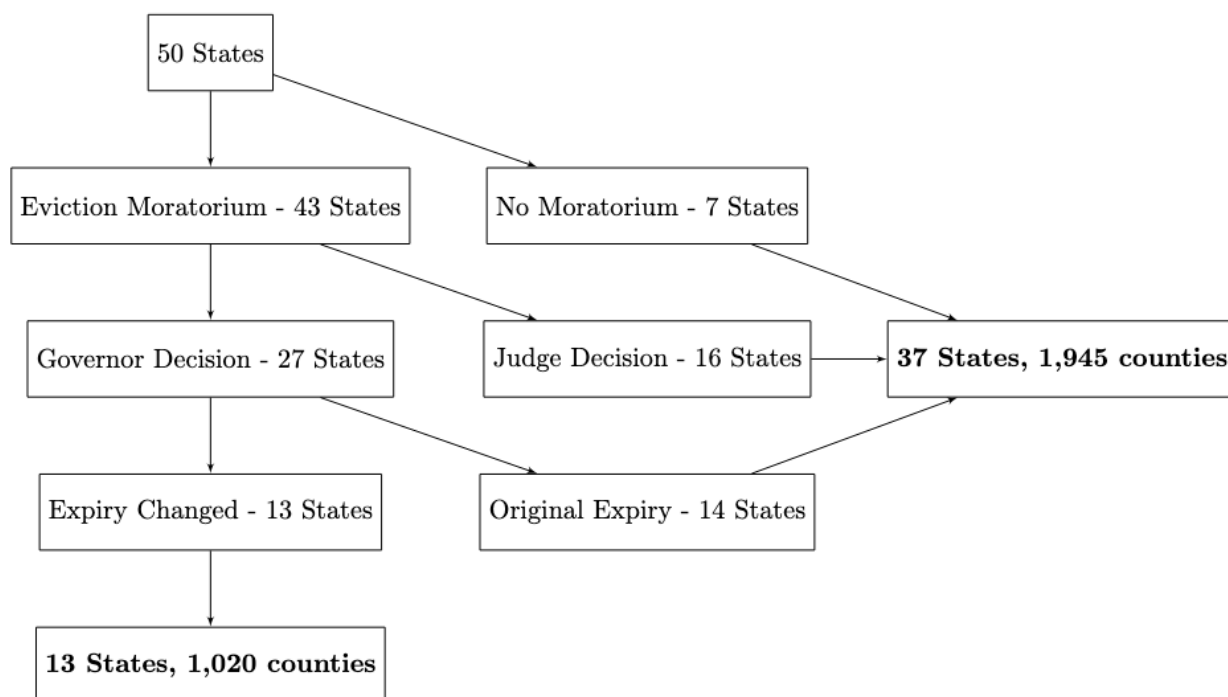 50 States
Eviction Moratorium - 43 States
No Moratorium - 7 States
Governor Decision - 27 States
Judge Decision - 16 States
37 States, 1,945 counties
Expiry Changed - 13 States
Original Expiry - 14 States
13 States, 1,020 counties